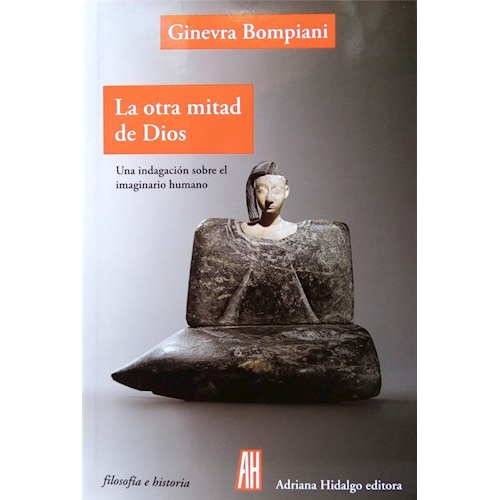 Ginevra Bompiani
La otra mitad
de Dios
Una indagación sobre el
imaginario humano
filosofía e historia
AH
Adriana Hidalgo editora